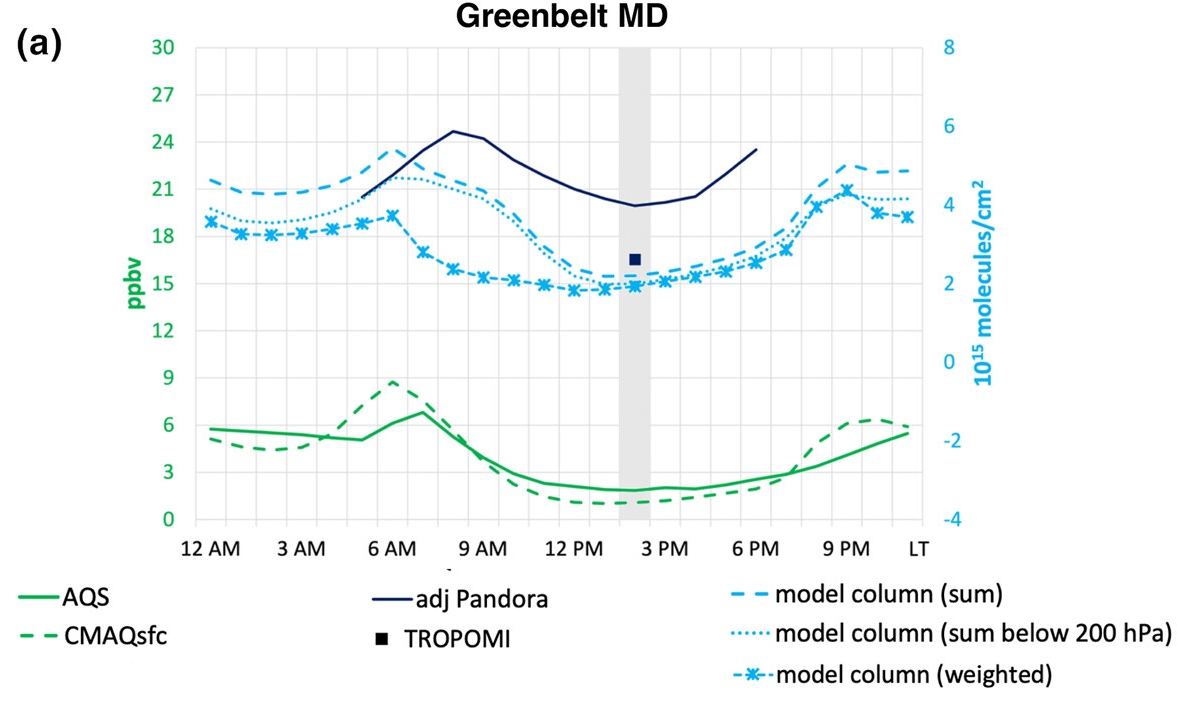 Greenbelt MD
(a)
30
27
24
21
18
15
12
9
6
3
0
ppbv
8
6
4
2
0
-2
-4
10¹⁵ molecules/cm²
12 AM 3 AM 6 AM 9 AM 12 PM 3 PM 6 PM 9 PM LT
AQS
CMAQsfc
adj Pandora
TROPOMI
model column (sum)
model column (sum below 200 hPa)
model column (weighted)